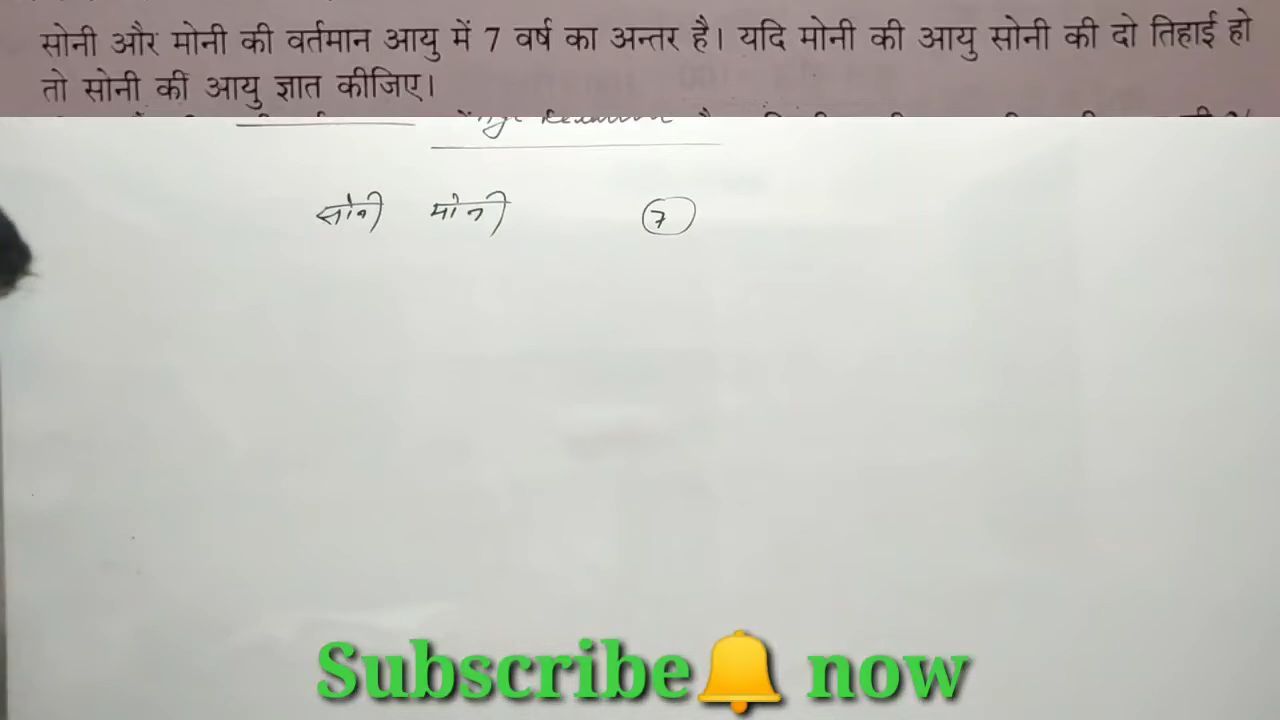 सोनी और मोनी की वर्तमान आयु में 7 वर्ष का अन्तर है। यदि मोनी की आयु सोनी की दो तिहाई हो
तो सोनी की आयु ज्ञात कीजिए।
सोनी मोनी 7
Subscribe🔔 now